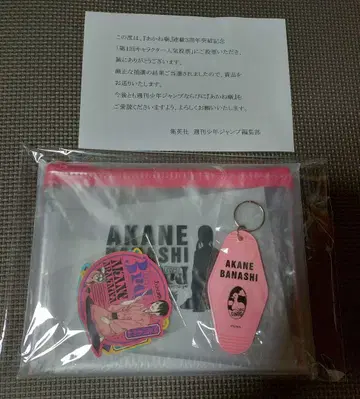 この度は、『あかね噺』連載3周年突破記念
「第1回キャラクター人気投票」にご投票いただき、
誠にありがとうございます。
厳正な抽選の結果ご当選されましたので、賞品を
お送りいたします。
今後とも週刊少年ジャンプならびに『あかね噺』を
ご愛読くださいますよう、よろしくお願いいたします。
集英社 週刊少年ジャンプ編集部
AKANE
BANASHI
AKANE
BANASHI